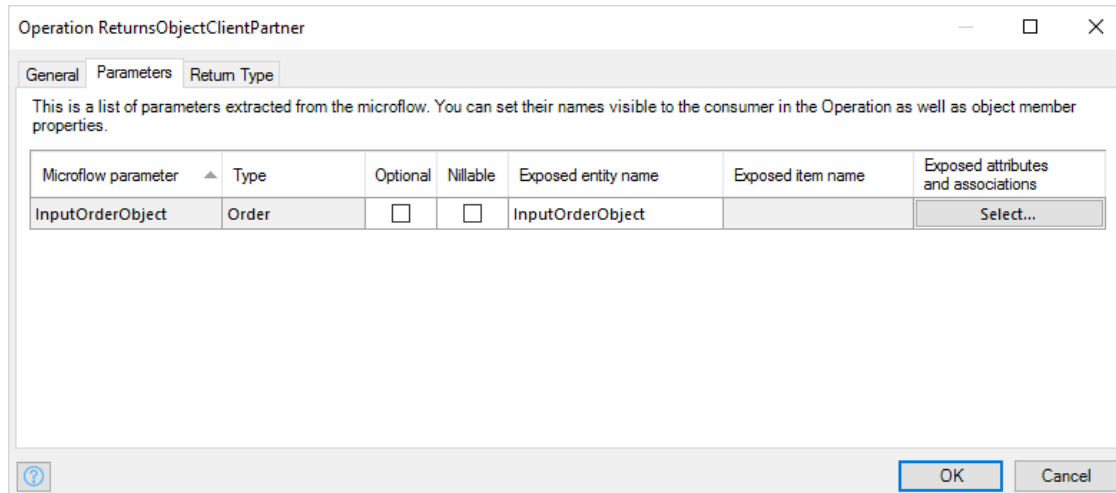 Operation ReturnsObjectClientPartner
General Parameters Return Type
This is a list of parameters extracted from the microflow. You can set their names visible to the consumer in the Operation as well as object member
properties.
Microflow parameter Type Optional Nillable Exposed entity name Exposed item name Exposed attributes
and associations
InputOrderObject Order InputOrderObject Select...
? OK Cancel